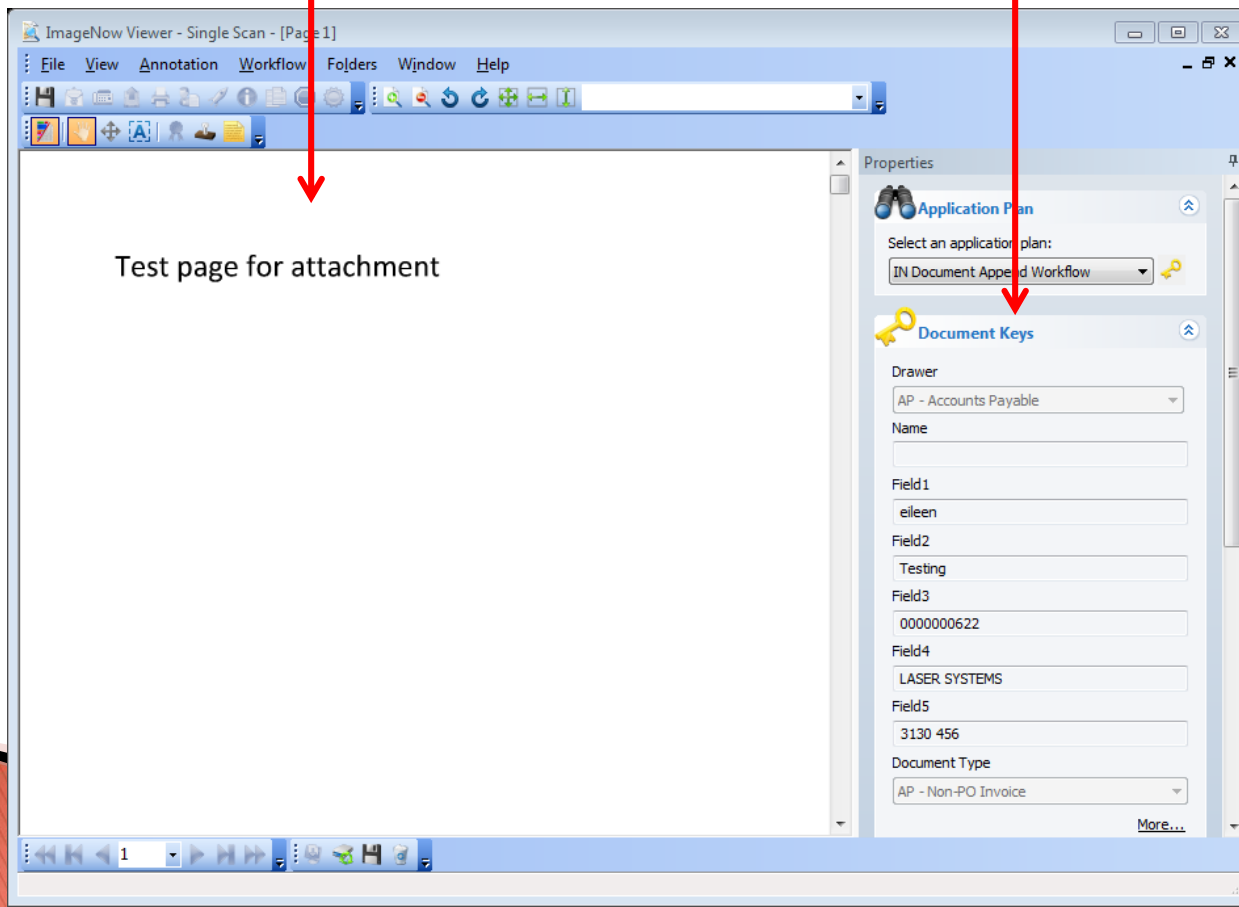 ImageNow Viewer - Single Scan - [Page 1]
File View Annotation Workflow Folders Window Help
A
Test page for attachment
Properties
Application Plan
Select an application plan:
IN Document Append Workflow
Document Keys
Drawer
AP - Accounts Payable
Name
Field1
eileen
Field2
Testing
Field3
0000000622
Field4
LASER SYSTEMS
Field5
3130 456
Document Type
AP - Non-PO Invoice
More...
1